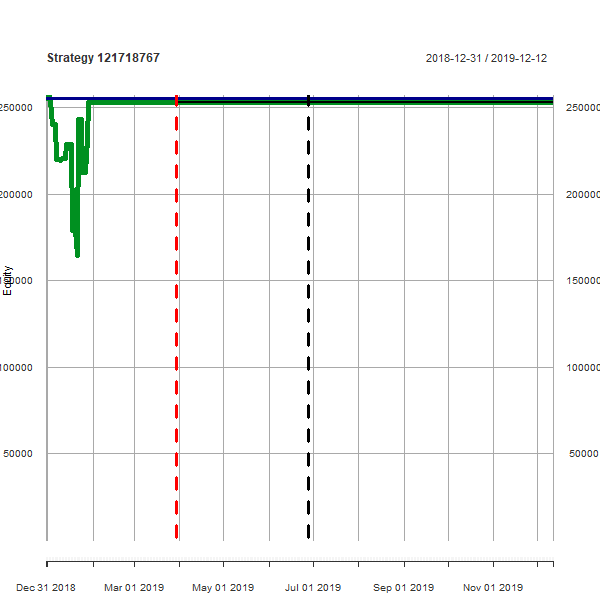 Strategy 121718767
2018-12-31 / 2019-12-12
250000 250000
200000 200000
Equity
150000 150000
100000 100000
50000 50000
Dec 31 2018 Mar 01 2019 May 01 2019 Jul 01 2019 Sep 01 2019 Nov 01 2019